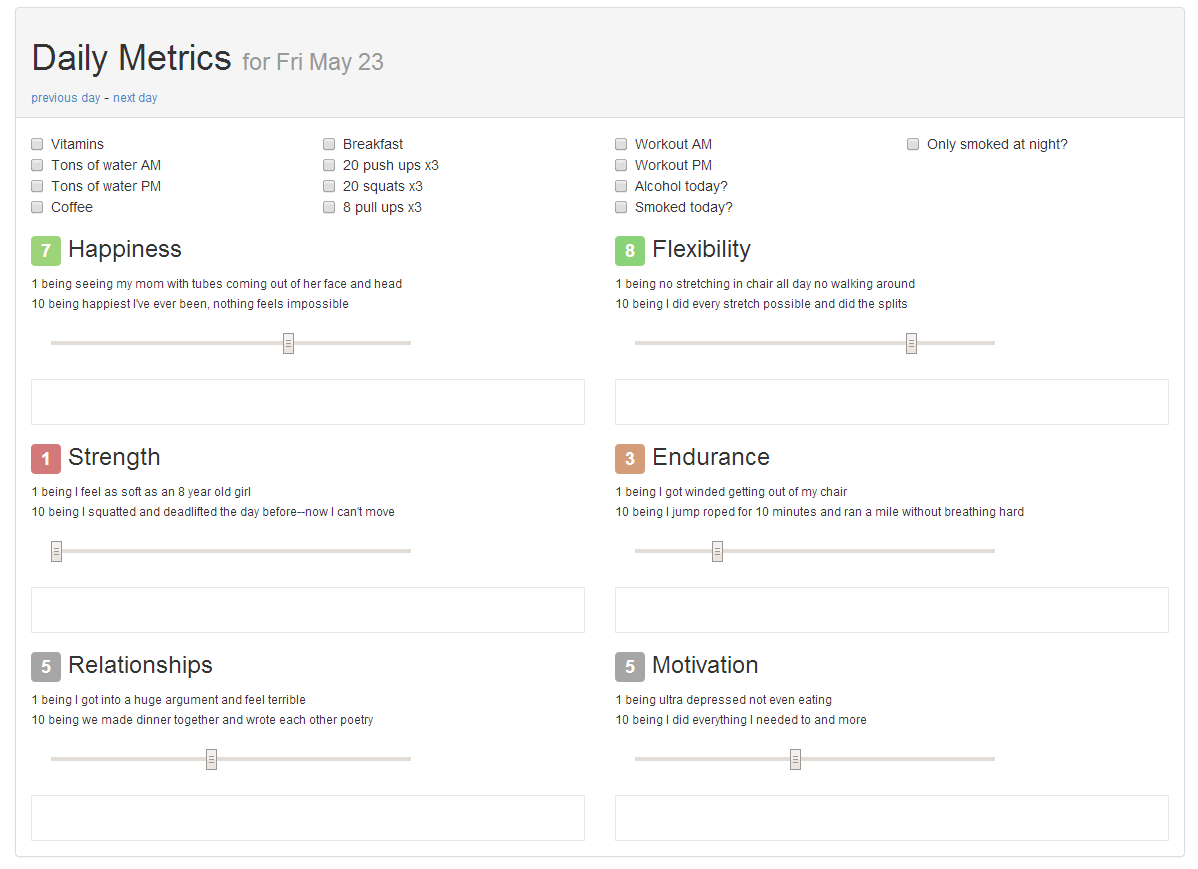 Daily Metrics for Fri May 23
previous day - next day
Vitamins
Tons of water AM
Tons of water PM
Coffee
Breakfast
20 push ups x3
20 squats x3
8 pull ups x3
Workout AM
Workout PM
Alcohol today?
Smoked today?
Only smoked at night?
7 Happiness
1 being seeing my mom with tubes coming out of her face and head
10 being happiest I've ever been, nothing feels impossible
8 Flexibility
1 being no stretching in chair all day no walking around
10 being I did every stretch possible and did the splits
1 Strength
1 being I feel as soft as an 8 year old girl
10 being I squatted and deadlifted the day before--now I can't move
3 Endurance
1 being I got winded getting out of my chair
10 being I jump roped for 10 minutes and ran a mile without breathing hard
5 Relationships
1 being I got into a huge argument and feel terrible
10 being we made dinner together and wrote each other poetry
5 Motivation
1 being ultra depressed not even eating
10 being I did everything I needed to and more